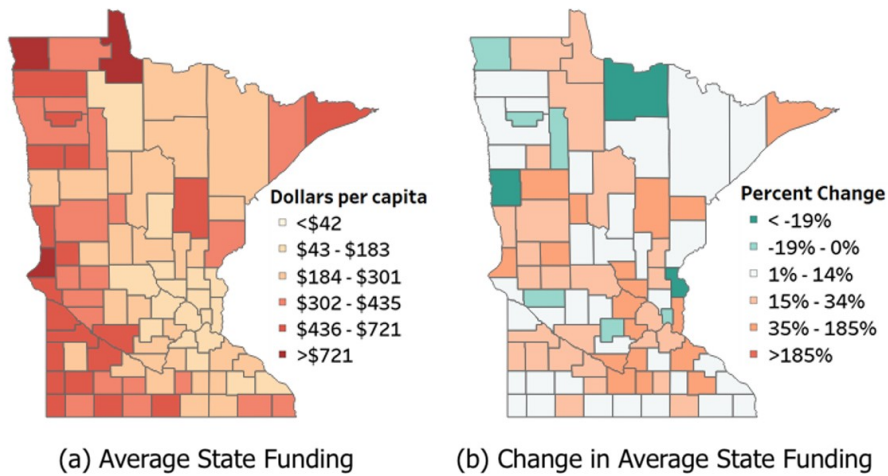 Dollars per capita
<$42
$43 - $183
$184 - $301
$302 - $435
$436 - $721
>$721
(a) Average State Funding
Percent Change
< -19%
-19% - 0%
1% - 14%
15% - 34%
35% - 185%
>185%
(b) Change in Average State Funding